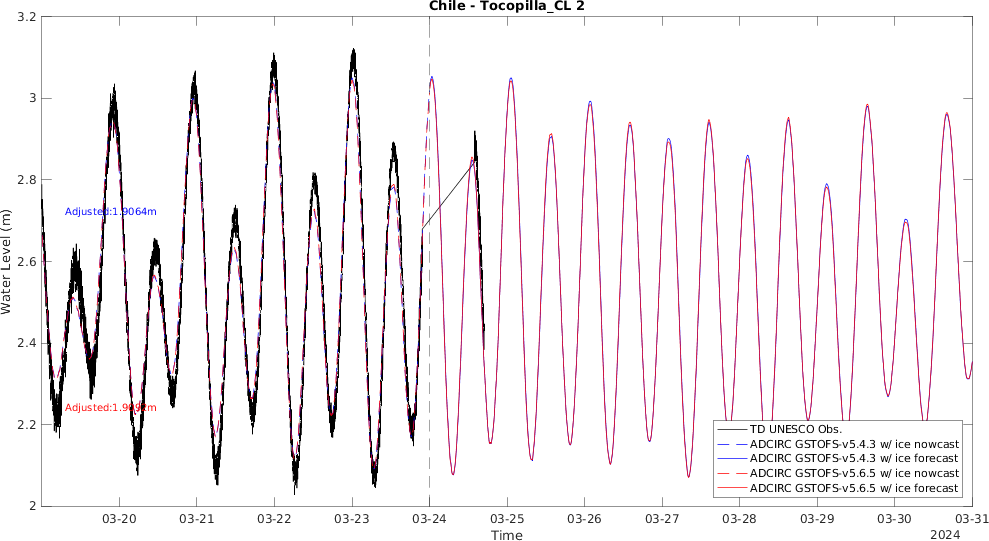 Chile - Tocopilla_CL 2
3.2
3
2.8
2.6
2.4
2.2
2
Water Level (m)
Adjusted:1.9064m
03-20
03-21
03-22
03-23
03-24
03-25
03-26
03-27
03-28
03-29
03-30
03-31
Time
2024
TD UNESCO Obs.
ADCIRC GSTOFS-v5.4.3 w/ ice nowcast
ADCIRC GSTOFS-v5.4.3 w/ ice forecast
ADCIRC GSTOFS-v5.6.5 w/ ice nowcast
ADCIRC GSTOFS-v5.6.5 w/ ice forecast